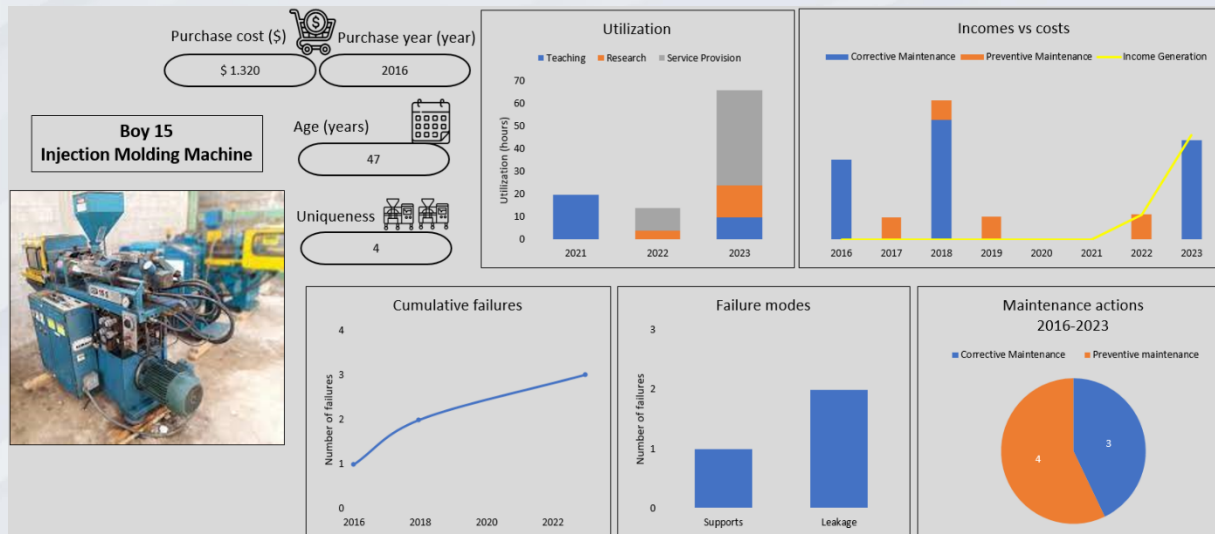 Purchase cost ($)
Purchase year (year)
$ 1.320
2016
Boy 15
Injection Molding Machine
Age (years)
47
Uniqueness
4
Utilization
Teaching Research Service Provision
Utilization (hours)
70
60
50
40
30
20
10
0
2021 2022 2023
Incomes vs costs
Corrective Maintenance Preventive Maintenance Income Generation
2016 2017 2018 2019 2020 2021 2022 2023
Cumulative failures
Number of failures
4
3
2
1
0
2016 2018 2020 2022
Failure modes
Number of failures
3
2
1
0
Supports Leakage
Maintenance actions
2016-2023
Corrective Maintenance Preventive maintenance
4
3